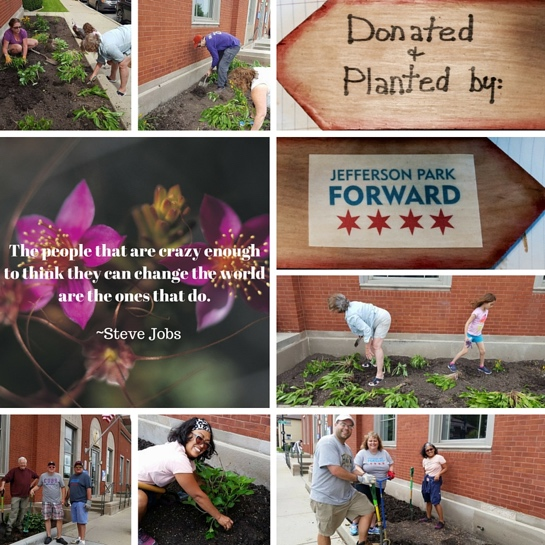 Donated
+
Planted by:
JEFFERSON PARK
FORWARD
The people that are crazy enough
to think they can change the world
are the ones that do.
~Steve Jobs